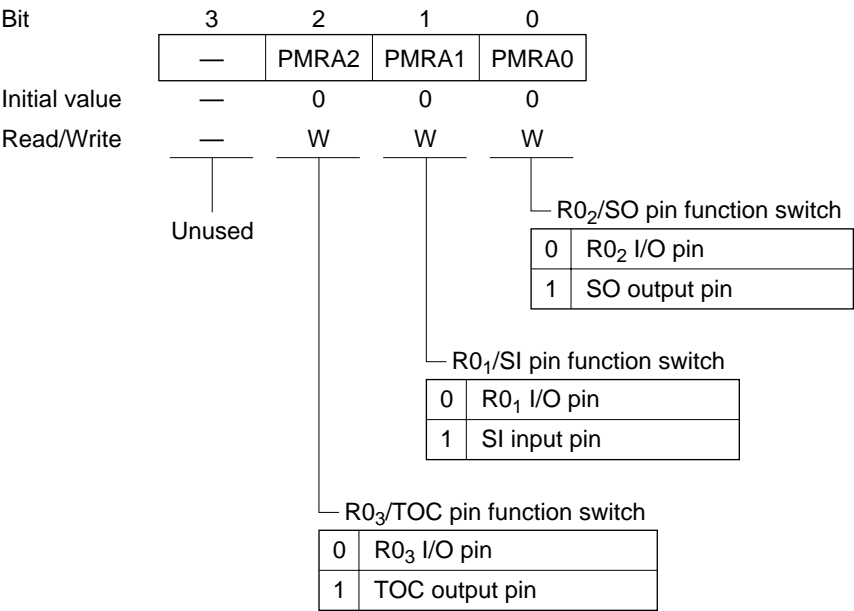 Bit 3 2 1 0
— PMRA2 PMRA1 PMRA0
Initial value — 0 0 0
Read/Write — W W W
Unused
R0₂/SO pin function switch
0 R0₂ I/O pin
1 SO output pin
R0₁/SI pin function switch
0 R0₁ I/O pin
1 SI input pin
R0₃/TOC pin function switch
0 R0₃ I/O pin
1 TOC output pin